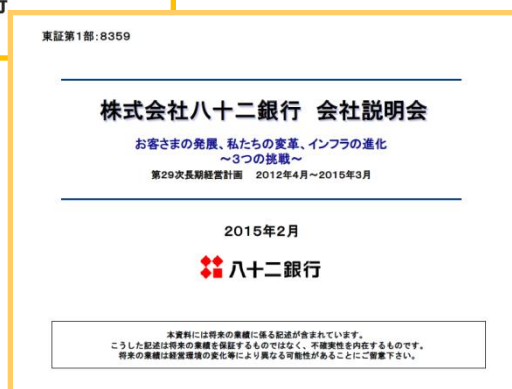 東証第1部:8359
株式会社八十二銀行 会社説明会
お客さまの発展、私たちの変革、インフラの進化
~3つの挑戦~
第29次長期経営計画 2012年4月~2015年3月
2015年2月
八十二銀行
本資料には将来の業績に係る記述が含まれています。
こうした記述は将来の業績を保証するものではなく、不確実性を内在するものです。
将来の業績は経営環境の変化等により異なる可能性があることにご留意下さい。